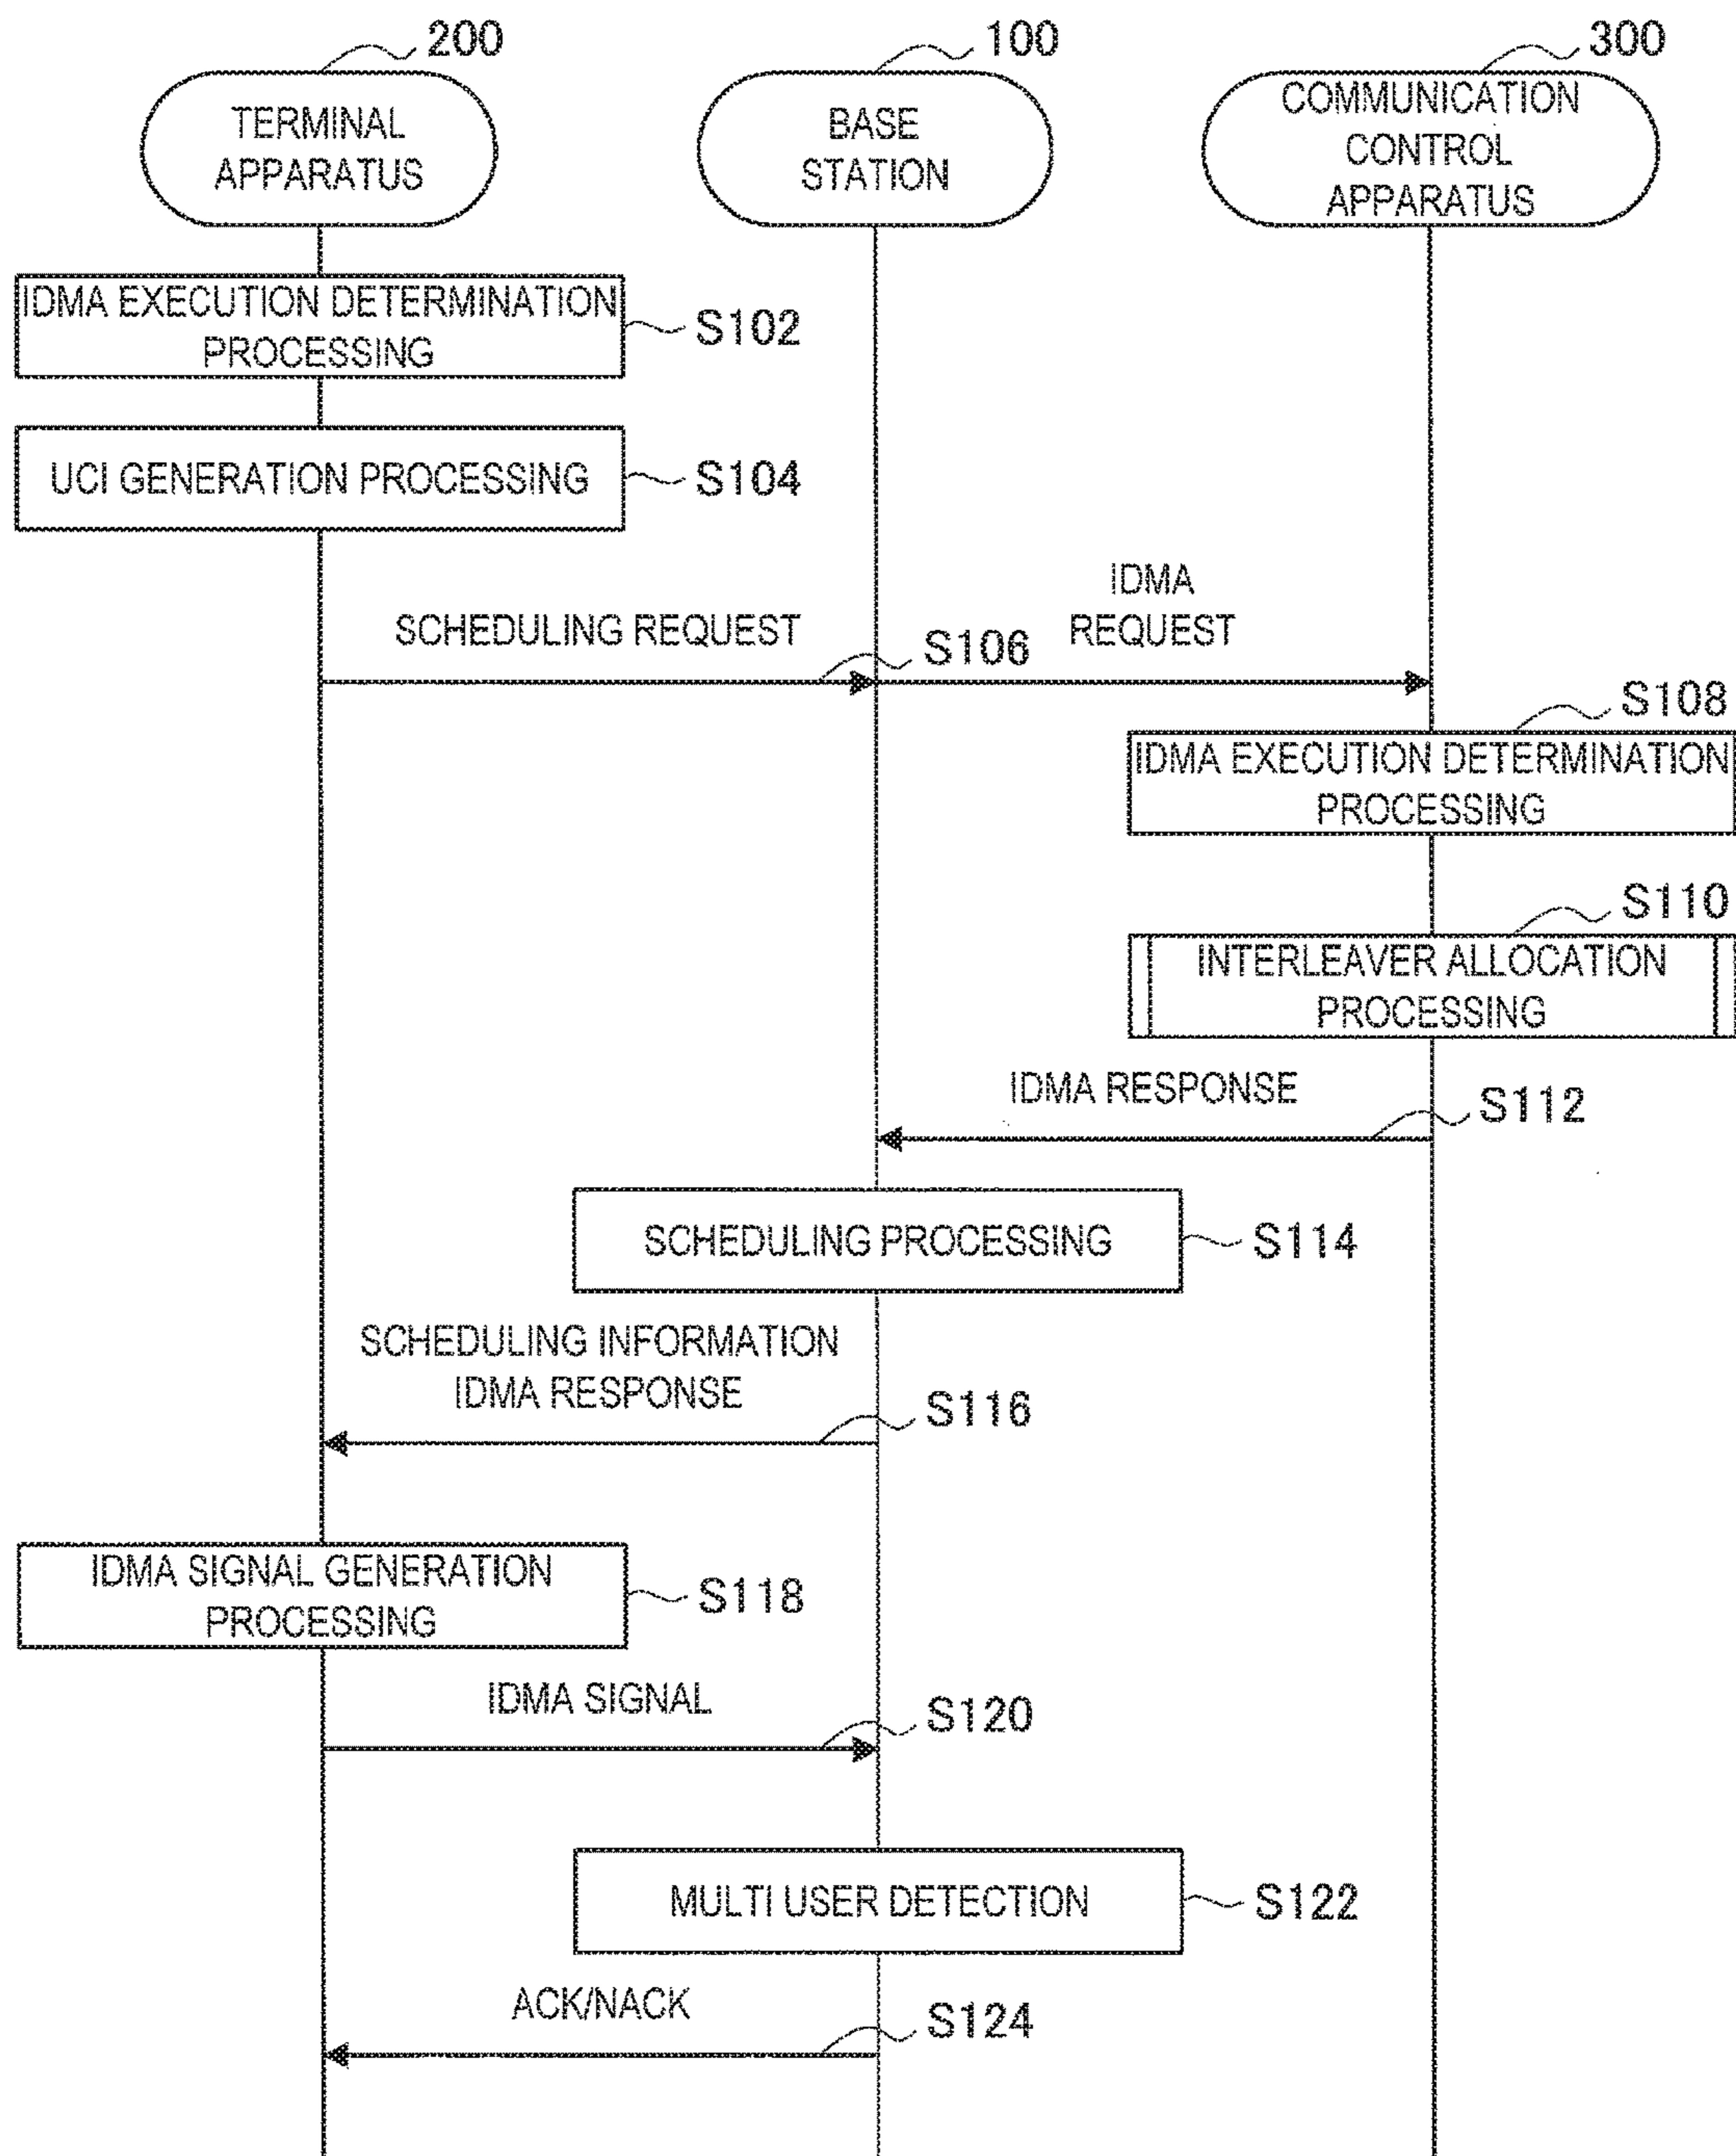 200
100
300
TERMINAL
APPARATUS
BASE
STATION
COMMUNICATION
CONTROL
APPARATUS
IDMA EXECUTION DETERMINATION
PROCESSING
S102
UCI GENERATION PROCESSING
S104
SCHEDULING REQUEST
S106
IDMA
REQUEST
S108
IDMA EXECUTION DETERMINATION
PROCESSING
S110
INTERLEAVER ALLOCATION
PROCESSING
IDMA RESPONSE
S112
SCHEDULING PROCESSING
S114
SCHEDULING INFORMATION
IDMA RESPONSE
S116
IDMA SIGNAL GENERATION
PROCESSING
S118
IDMA SIGNAL
S120
MULTI USER DETECTION
S122
ACK/NACK
S124